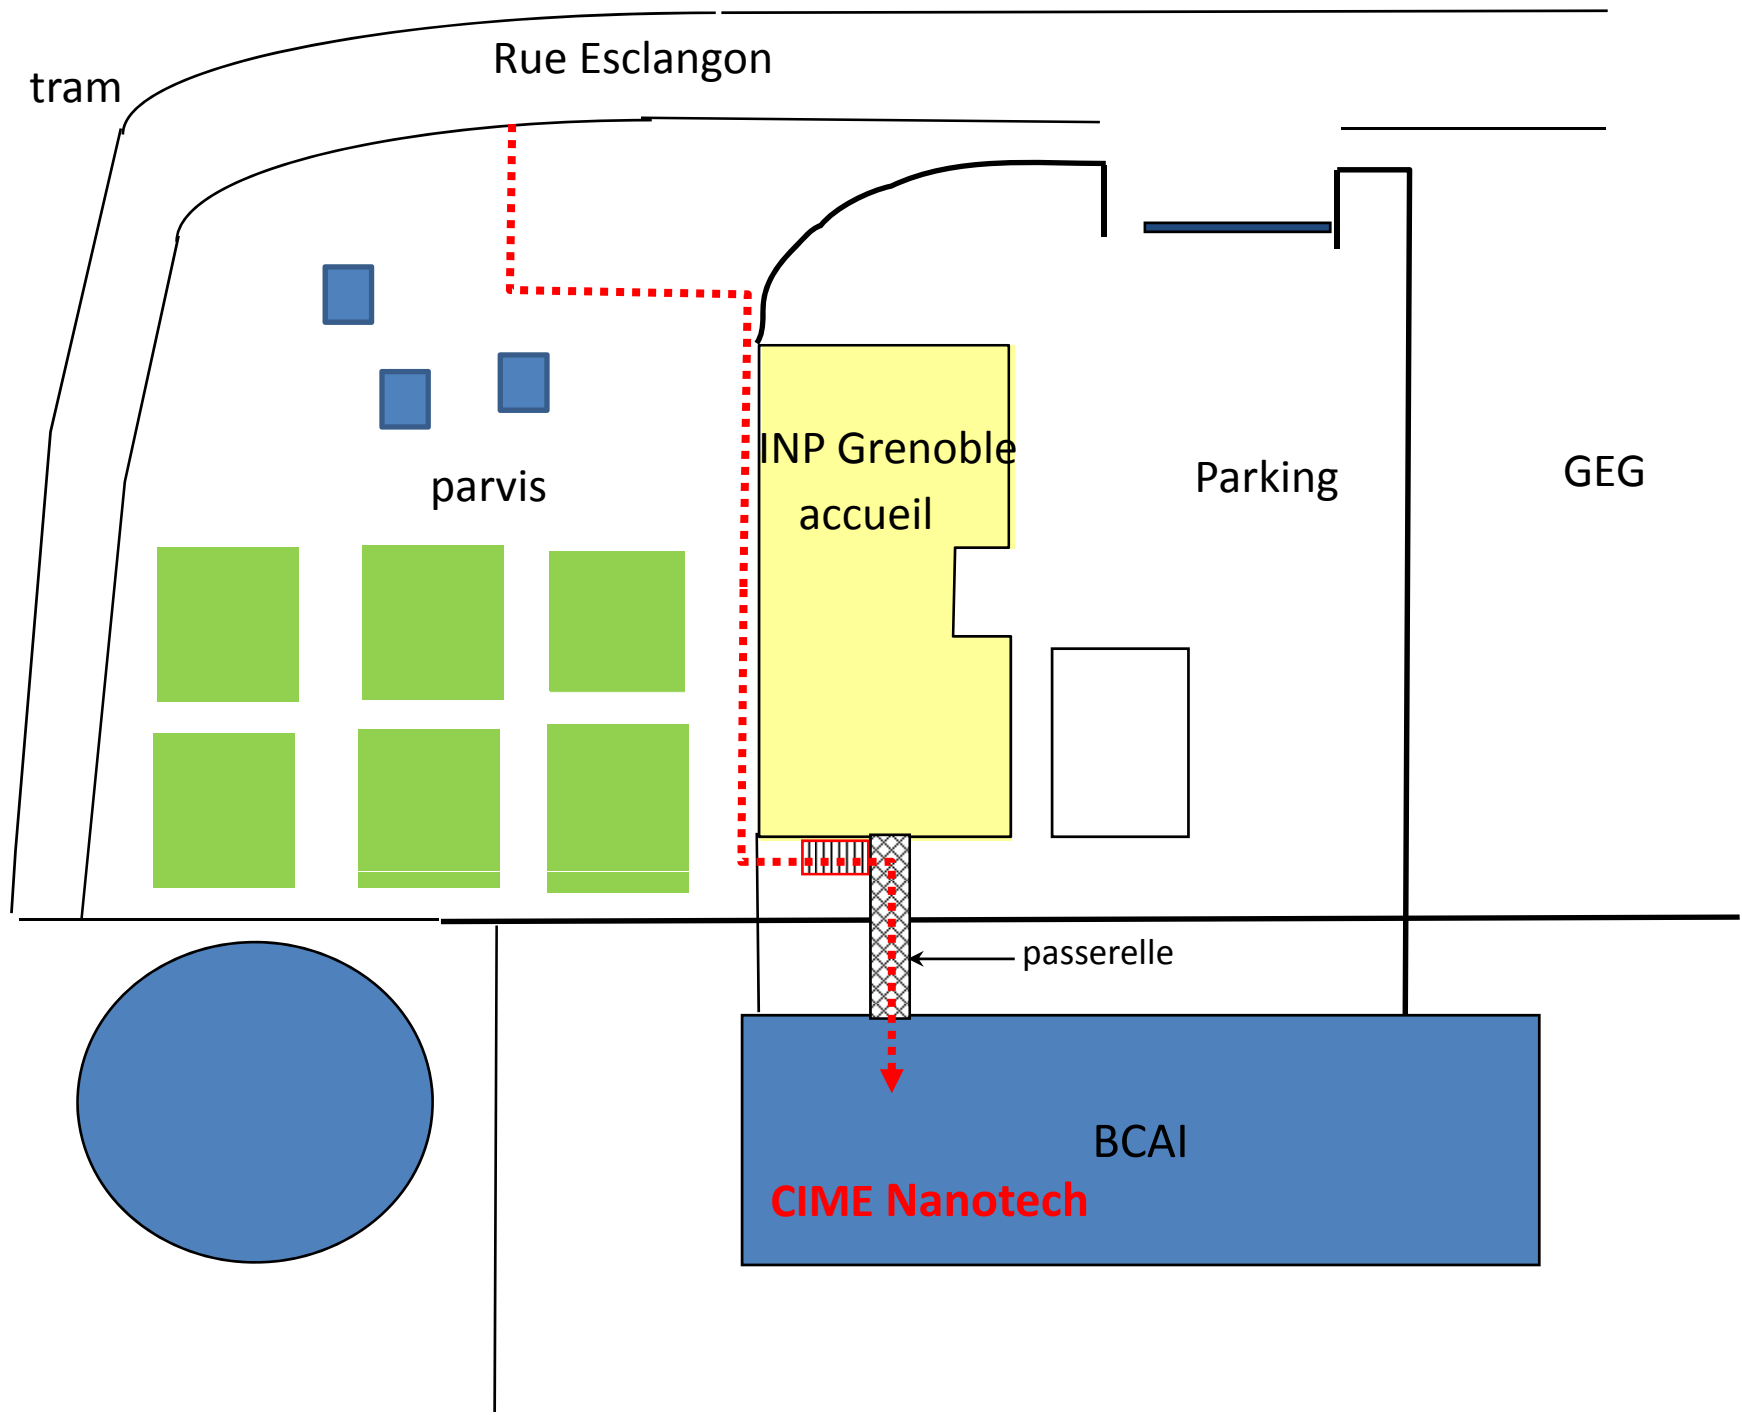 Rue Esclangon
tram
INP Grenoble
accueil
parvis
Parking
GEG
passerelle
BCAI
CIME Nanotech